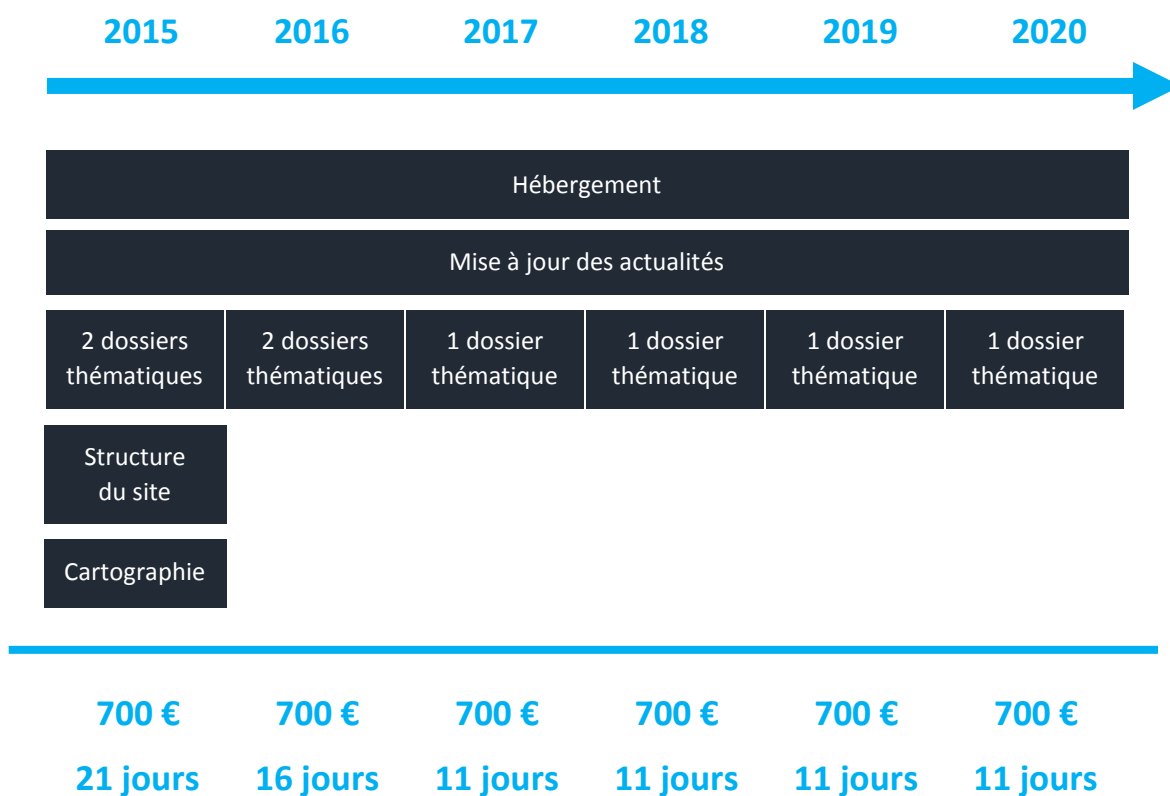 2015 2016 2017 2018 2019 2020
Hébergement
Mise à jour des actualités
2 dossiers thématiques
2 dossiers thématiques
1 dossier thématique
1 dossier thématique
1 dossier thématique
1 dossier thématique
Structure
du site
Cartographie
700 € 700 € 700 € 700 € 700 € 700 €
21 jours 16 jours 11 jours 11 jours 11 jours 11 jours